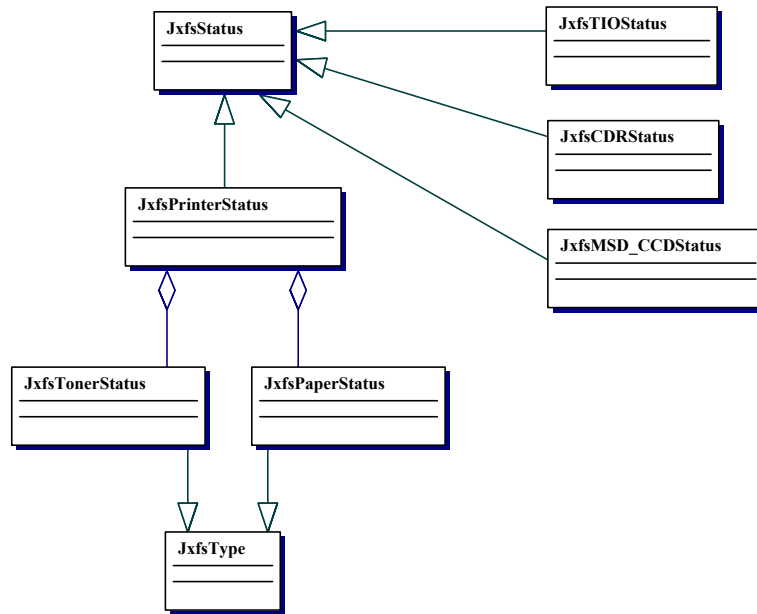 JxfsStatus
JxfsTIOStatus
JxfsCDRStatus
JxfsPrinterStatus
JxfsMSD_CCDStatus
JxfsTonerStatus
JxfsPaperStatus
JxfsType